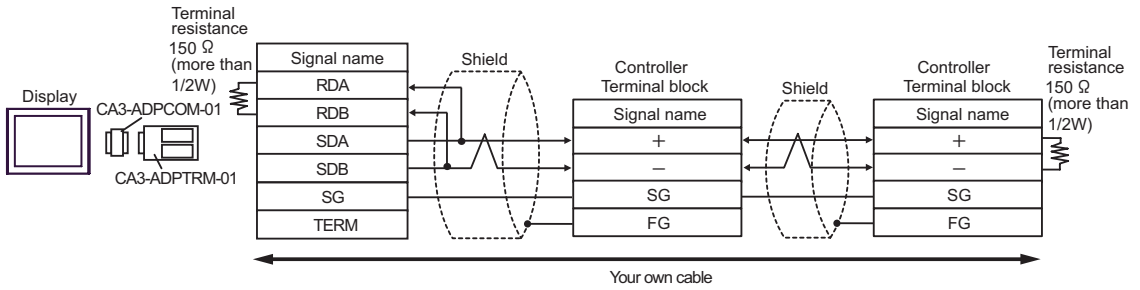 Terminal
resistance
150 Ω
(more than
1/2W)
Display
CA3-ADPCOM-01
CA3-ADPTRM-01
Signal name
RDA
RDB
SDA
SDB
SG
TERM
Shield
Controller
Terminal block
Signal name
+
−
SG
FG
Shield
Controller
Terminal block
Signal name
+
−
SG
FG
Terminal
resistance
150 Ω
(more than
1/2W)
Your own cable